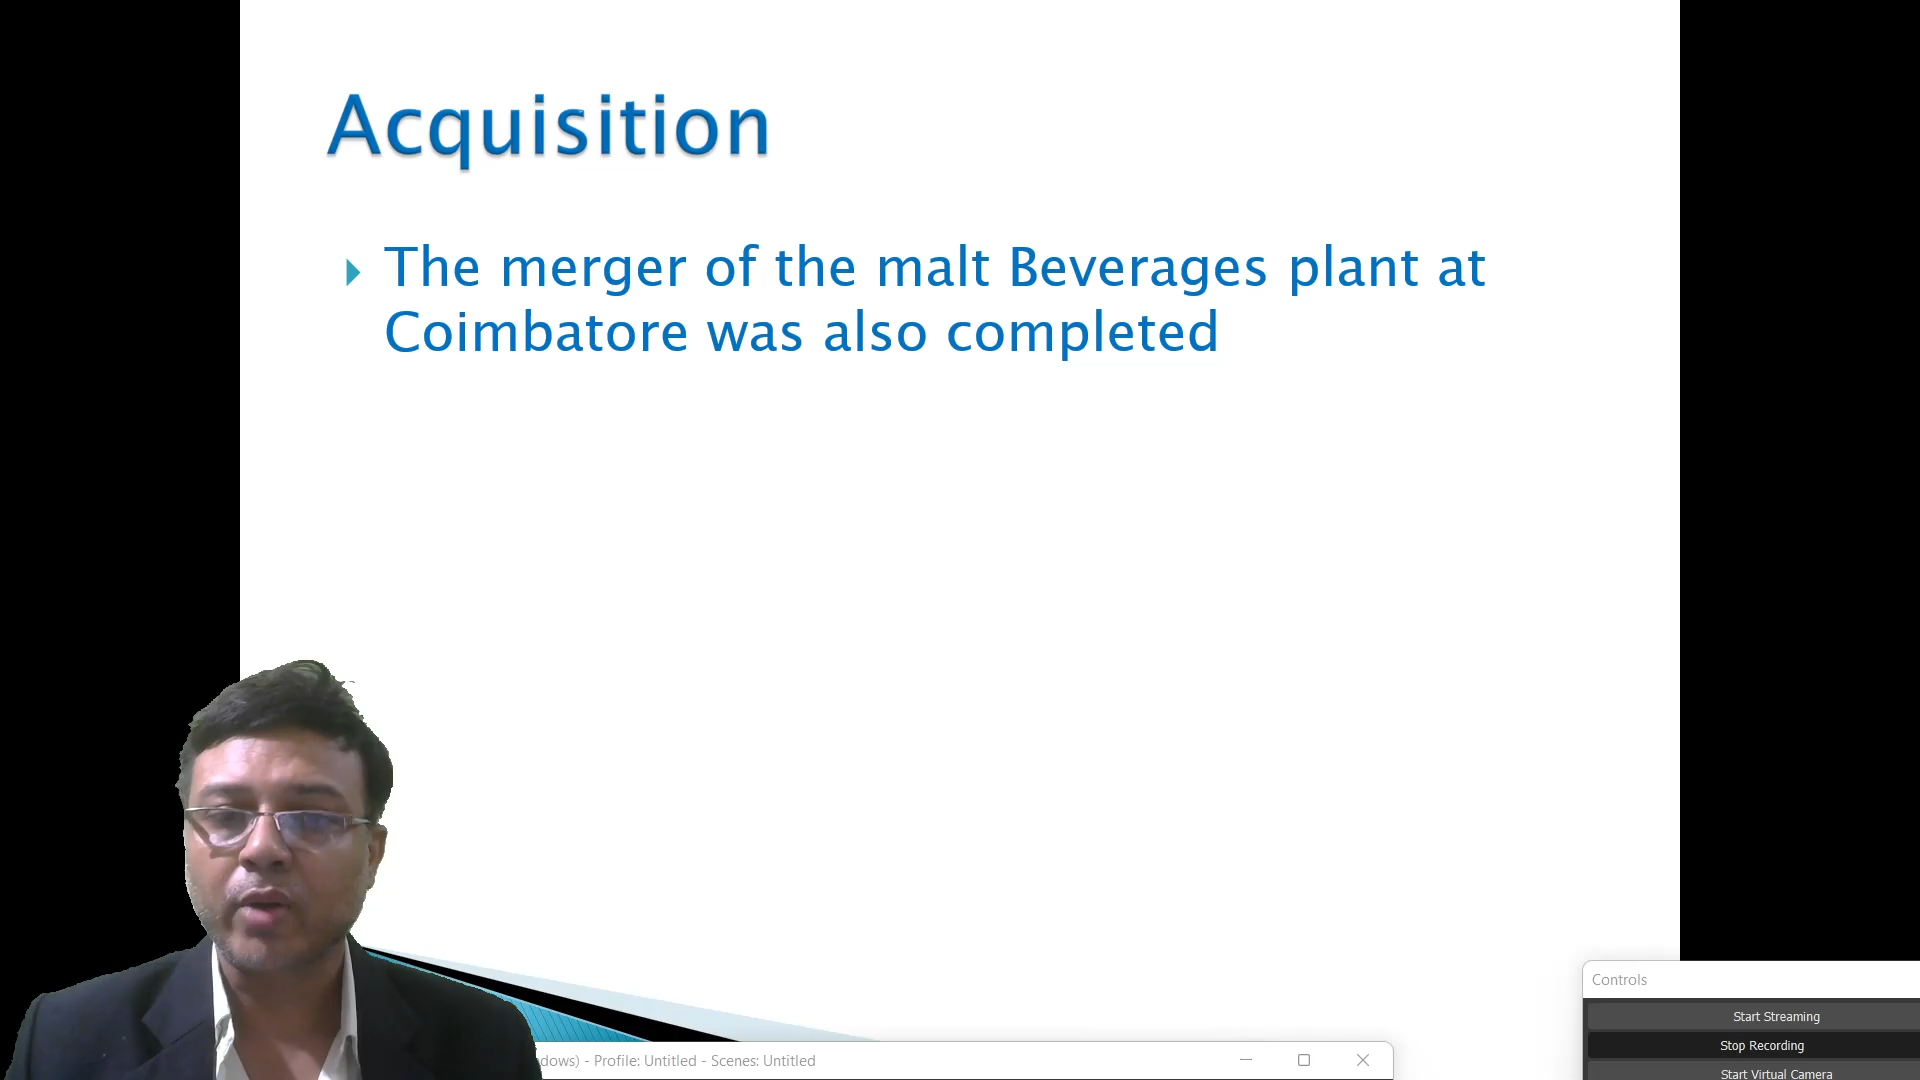 Acquisition
The merger of the malt Beverages plant at
Coimbatore was also completed
Controls
Start Streaming
Stop Recording
dows) - Profile: Untitled - Scenes: Untitled
Start Virtual Camera